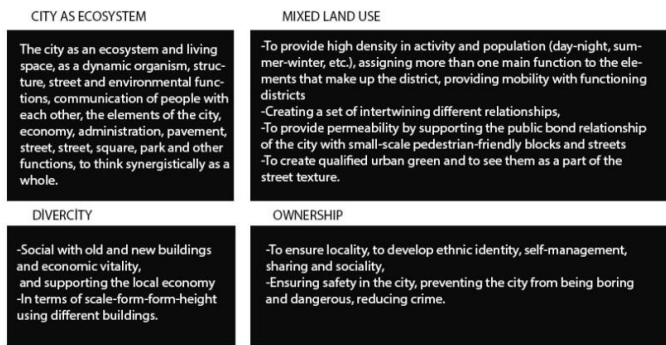 CITY AS ECOSYSTEM
The city as an ecosystem and living
space, as a dynamic organism, struc-
ture, street and environmental func-
tions, communication of people with
each other, the elements of the city,
economy, administration, pavement,
street, street, square, park and other
functions, to think synergistically as a
whole.
MIXED LAND USE
-To provide high density in activity and population (day-night, sum-
mer-winter, etc.), assigning more than one main function to the ele-
ments that make up the district, providing mobility with functioning
districts
-Creating a set of intertwining different relationships,
-To provide permeability by supporting the public bond relationship
of the city with small-scale pedestrian-friendly blocks and streets
-To create qualified urban green and to see them as a part of the
street texture.
DİVERCİTY
-Social with old and new buildings
and economic vitality,
and supporting the local economy
-In terms of scale-form-form-height
using different buildings.
OWNERSHIP
-To ensure locality, to develop ethnic identity, self-management,
sharing and sociality,
-Ensuring safety in the city, preventing the city from being boring
and dangerous, reducing crime.